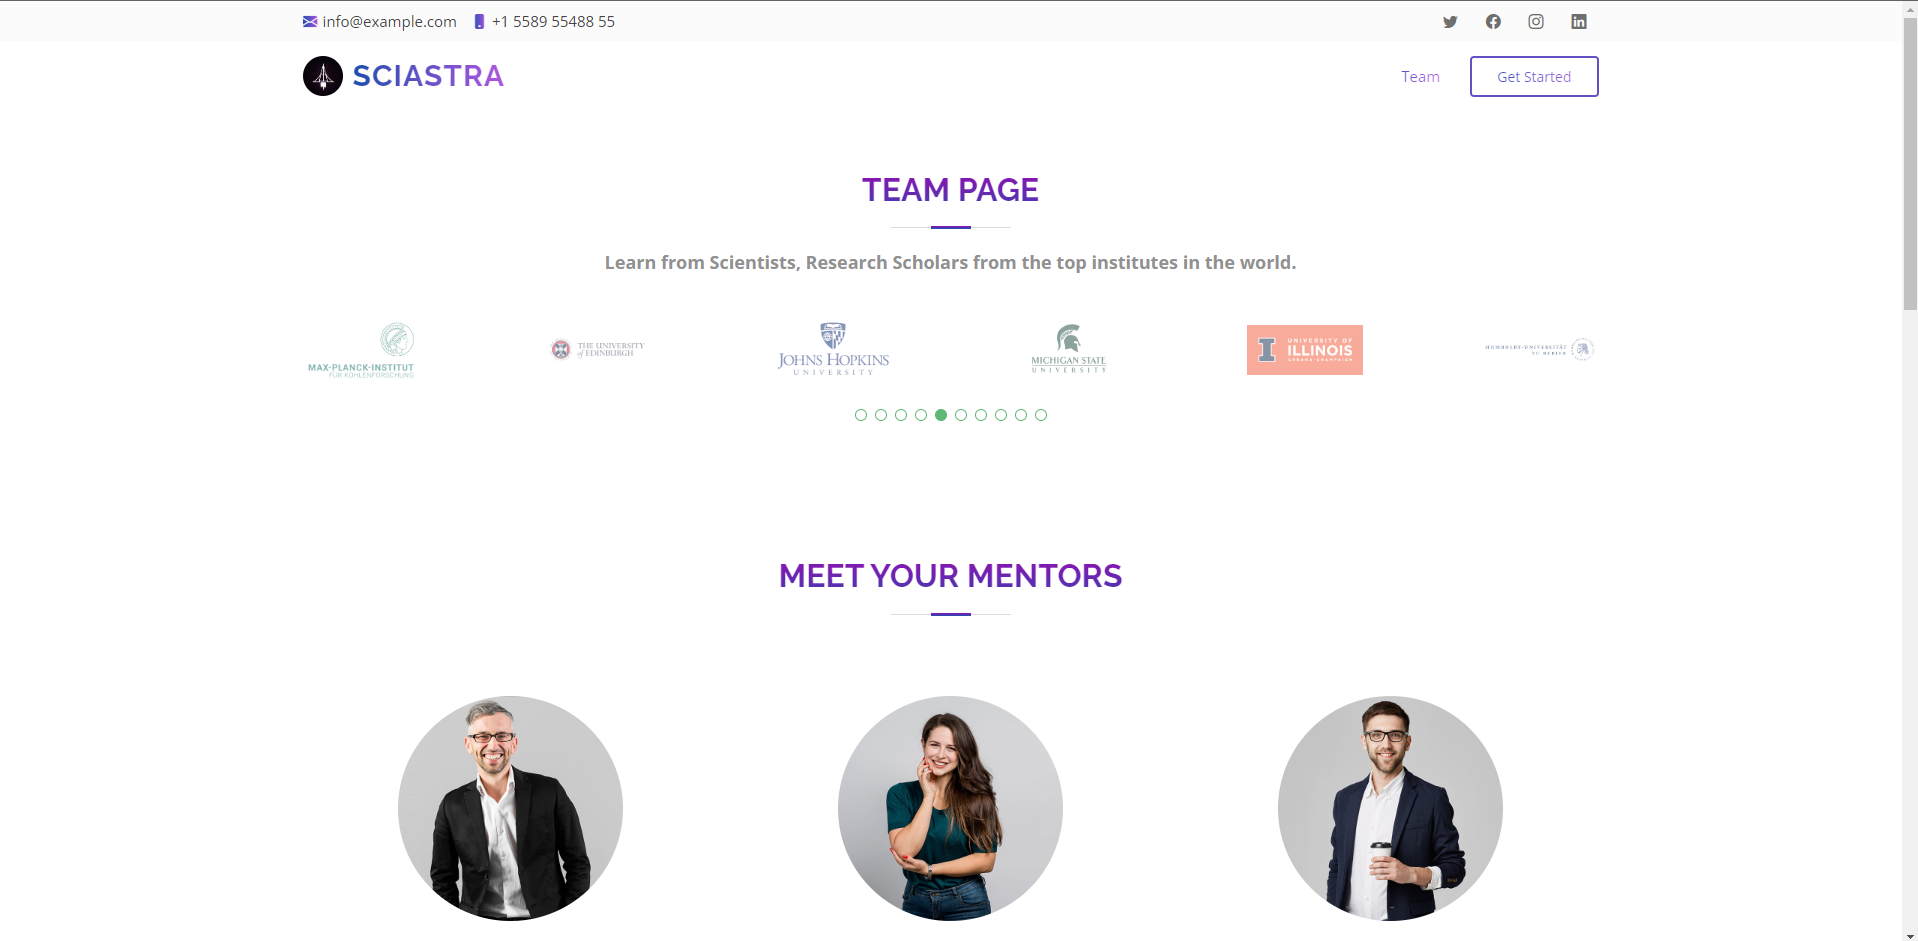 info@example.com +1 5589 55488 55
SCIASTRA
Team
Get Started
TEAM PAGE
Learn from Scientists, Research Scholars from the top institutes in the world.
MAX-PLANCK-INSTITUT
FÜR KOHLENFORSCHUNG
THE UNIVERSITY
of EDINBURGH
JOHNS HOPKINS
UNIVERSITY
MICHIGAN STATE
UNIVERSITY
I
UNIVERSITY OF
ILLINOIS
URBANA-CHAMPAIGN
HUMBOLDT-UNIVERSITÄT
ZU BERLIN
MEET YOUR MENTORS